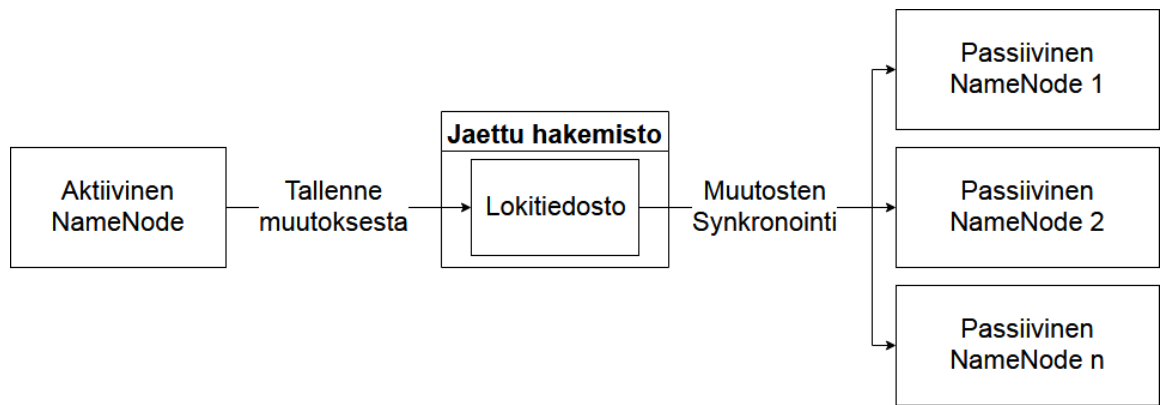 Aktiivinen
NameNode
Tallenne
muutoksesta
Jaettu hakemisto
Lokitiedosto
Muutosten
Synkronointi
Passiivinen
NameNode 1
Passiivinen
NameNode 2
Passiivinen
NameNode n